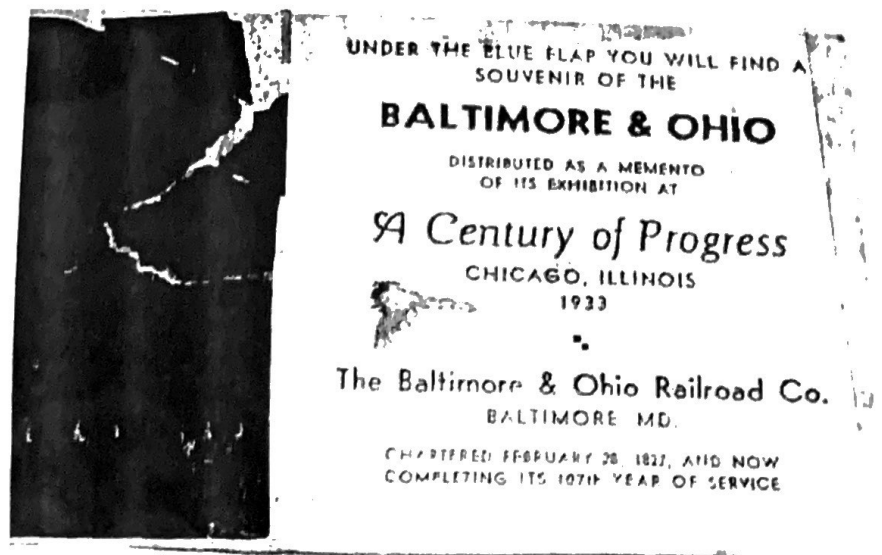 UNDER THE BLUE FLAP YOU WILL FIND A
SOUVENIR OF THE
BALTIMORE & OHIO
DISTRIBUTED AS A MEMENTO
OF ITS EXHIBITION AT
A Century of Progress
CHICAGO, ILLINOIS
1933
The Baltimore & Ohio Railroad Co.
BALTIMORE MD.
CHARTERED FEBRUARY 28, 1827, AND NOW
COMPLETING ITS 107TH YEAR OF SERVICE